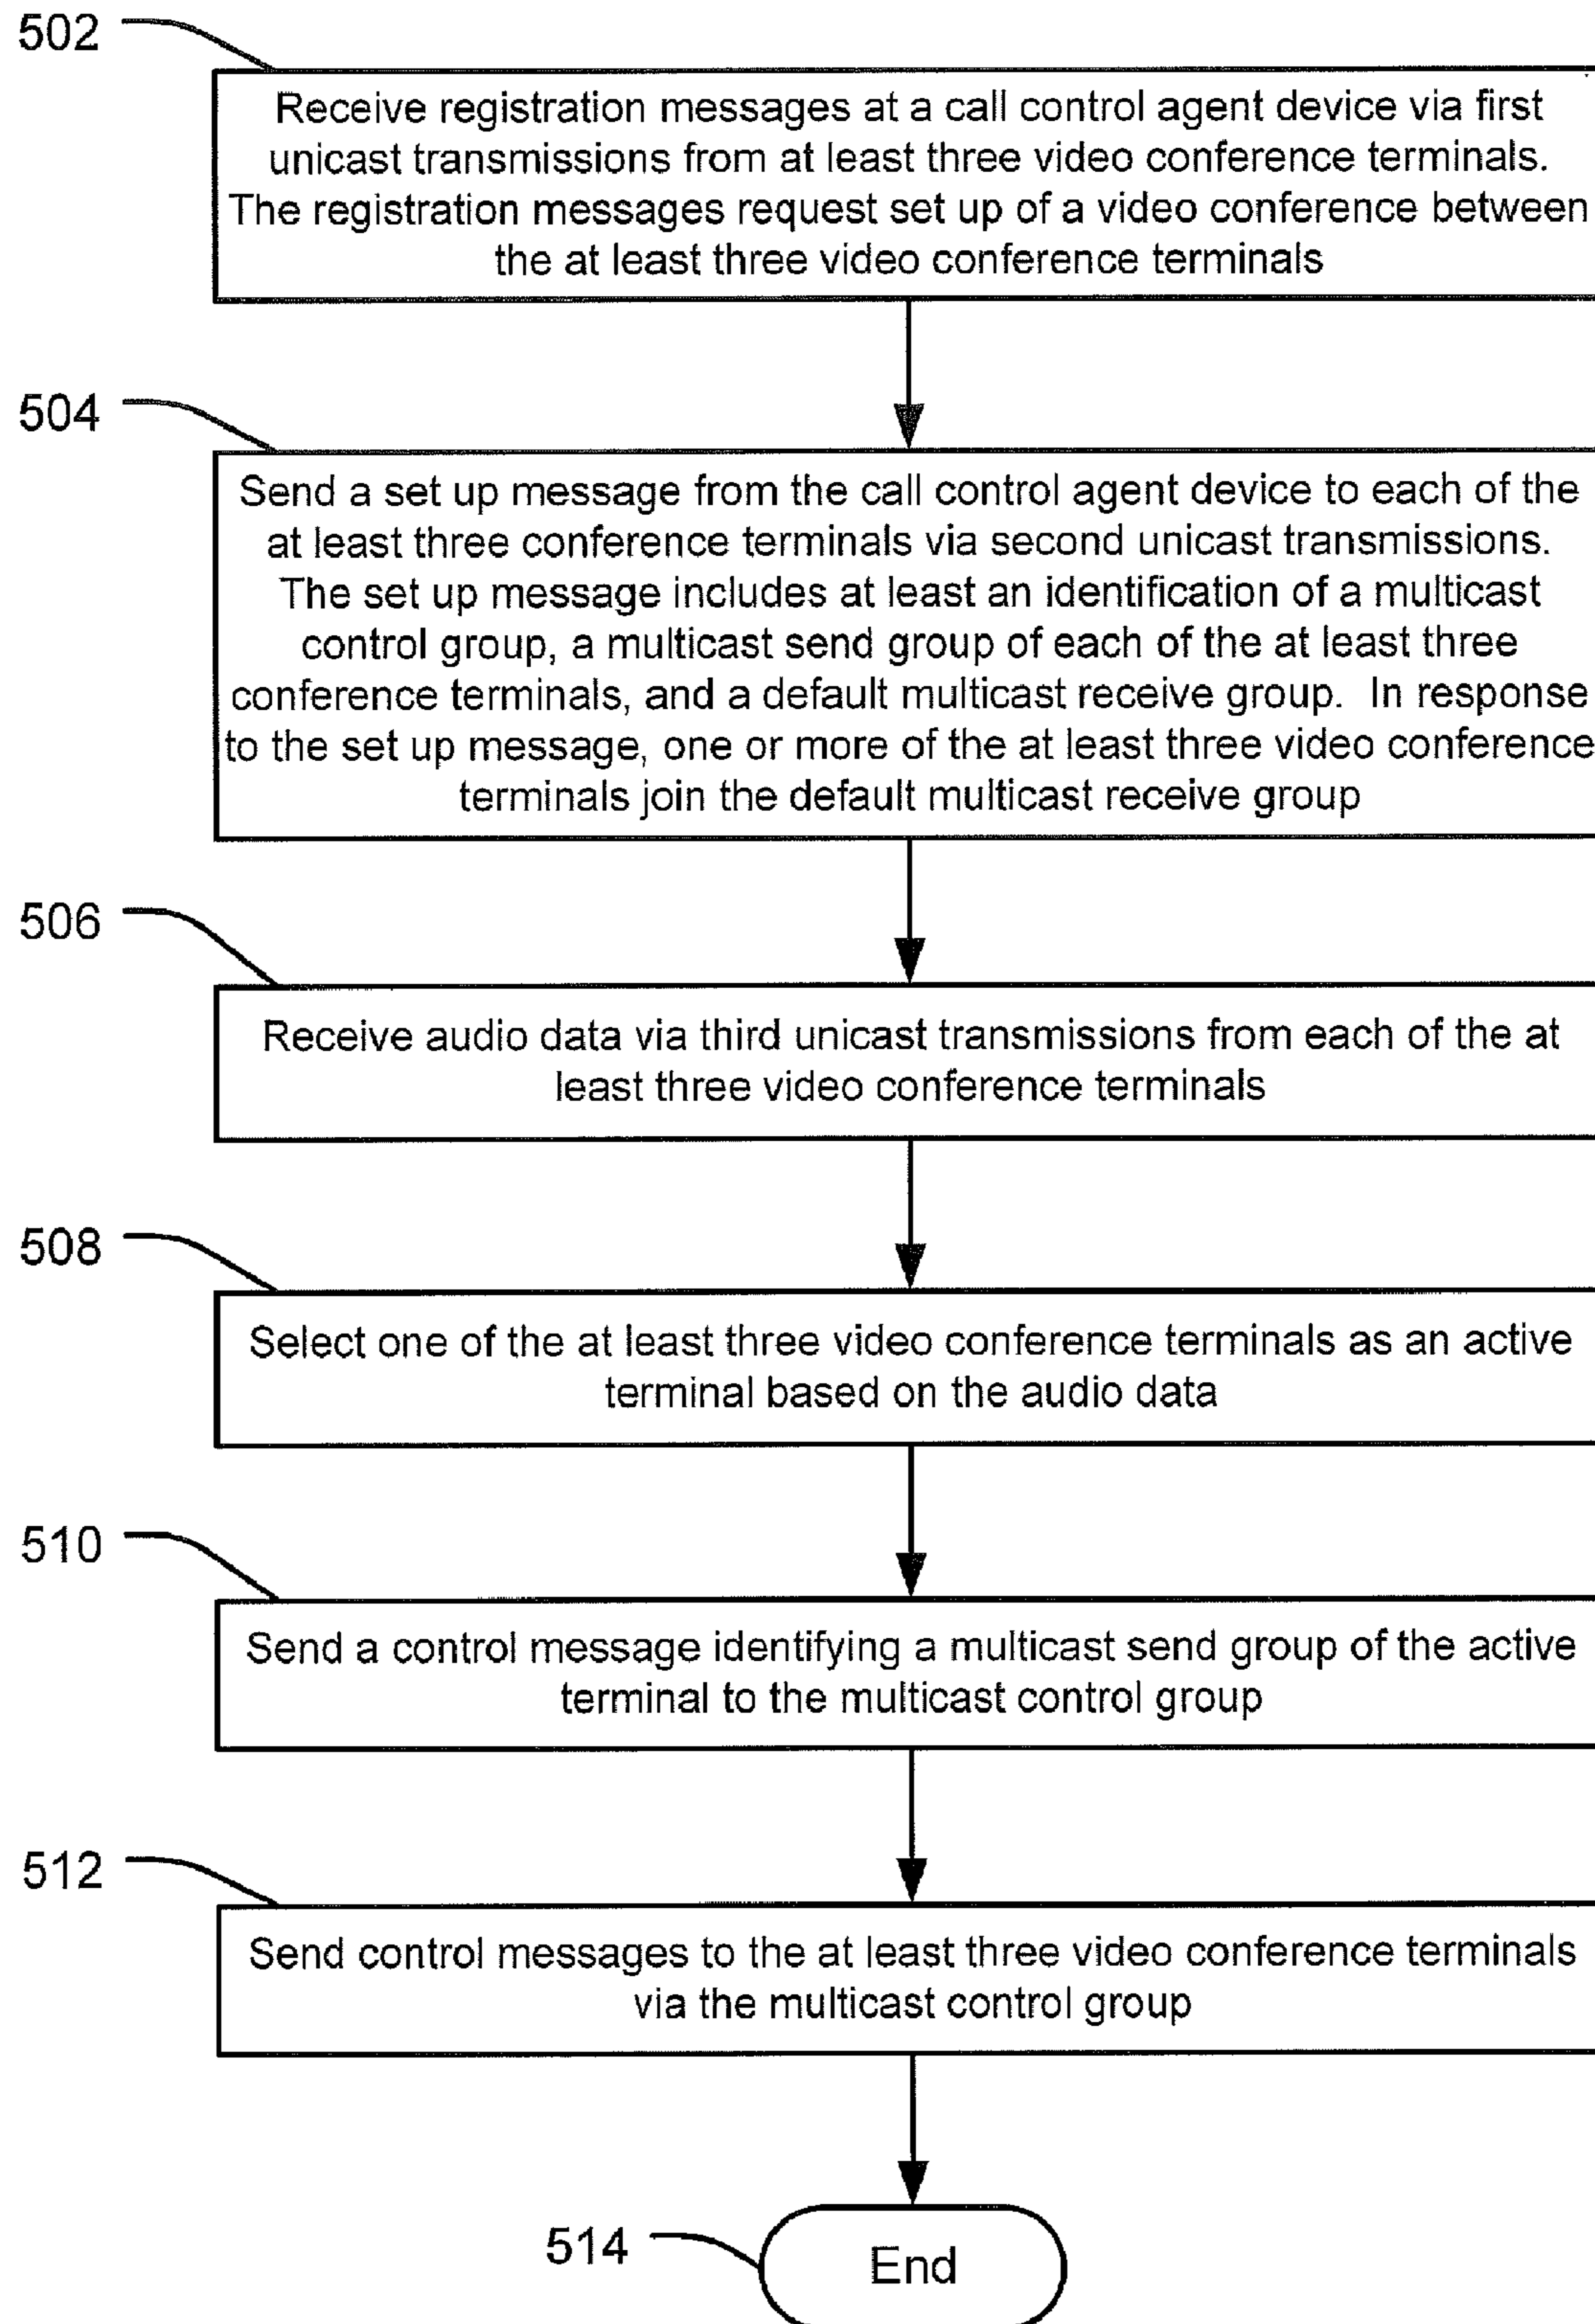 502
Receive registration messages at a call control agent device via first
unicast transmissions from at least three video conference terminals.
The registration messages request set up of a video conference between
the at least three video conference terminals
504
Send a set up message from the call control agent device to each of the
at least three conference terminals via second unicast transmissions.
The set up message includes at least an identification of a multicast
control group, a multicast send group of each of the at least three
conference terminals, and a default multicast receive group. In response
to the set up message, one or more of the at least three video conference
terminals join the default multicast receive group
506
Receive audio data via third unicast transmissions from each of the at
least three video conference terminals
508
Select one of the at least three video conference terminals as an active
terminal based on the audio data
510
Send a control message identifying a multicast send group of the active
terminal to the multicast control group
512
Send control messages to the at least three video conference terminals
via the multicast control group
514
End